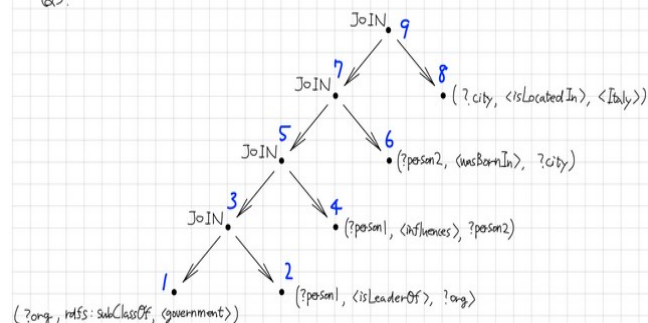 JOIN 9
7
JOIN
8
(?city, <isLocatedIn>, <Italy>)
5
JOIN
6
(?person2, <wasBornIn>, ?city)
3
JOIN
4
(?person1, <influences>, ?person2)
1
2
(?person1, <isLeaderOf>, ?org>
(?org, rdfs:subClassOf, <government>)